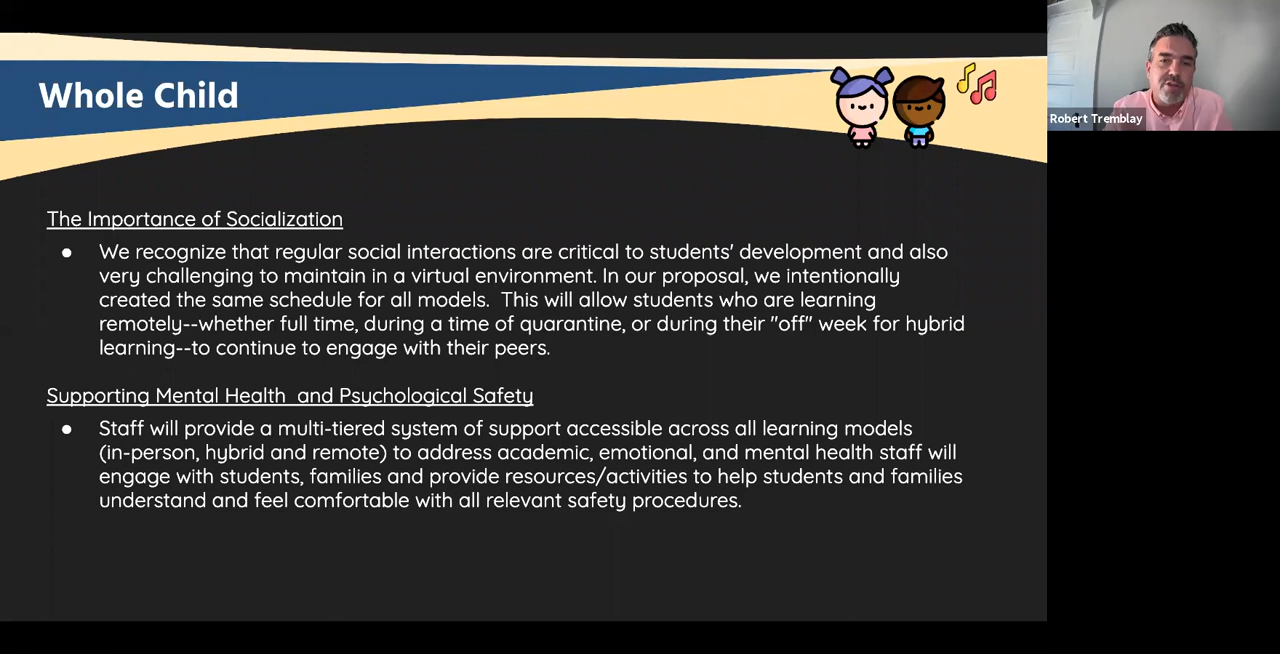 Whole Child
Robert Tremblay
The Importance of Socialization
● We recognize that regular social interactions are critical to students' development and also
very challenging to maintain in a virtual environment. In our proposal, we intentionally
created the same schedule for all models.  This will allow students who are learning
remotely--whether full time, during a time of quarantine, or during their "off" week for hybrid
learning--to continue to engage with their peers.
Supporting Mental Health  and Psychological Safety
● Staff will provide a multi-tiered system of support accessible across all learning models
(in-person, hybrid and remote) to address academic, emotional, and mental health staff will
engage with students, families and provide resources/activities to help students and families
understand and feel comfortable with all relevant safety procedures.